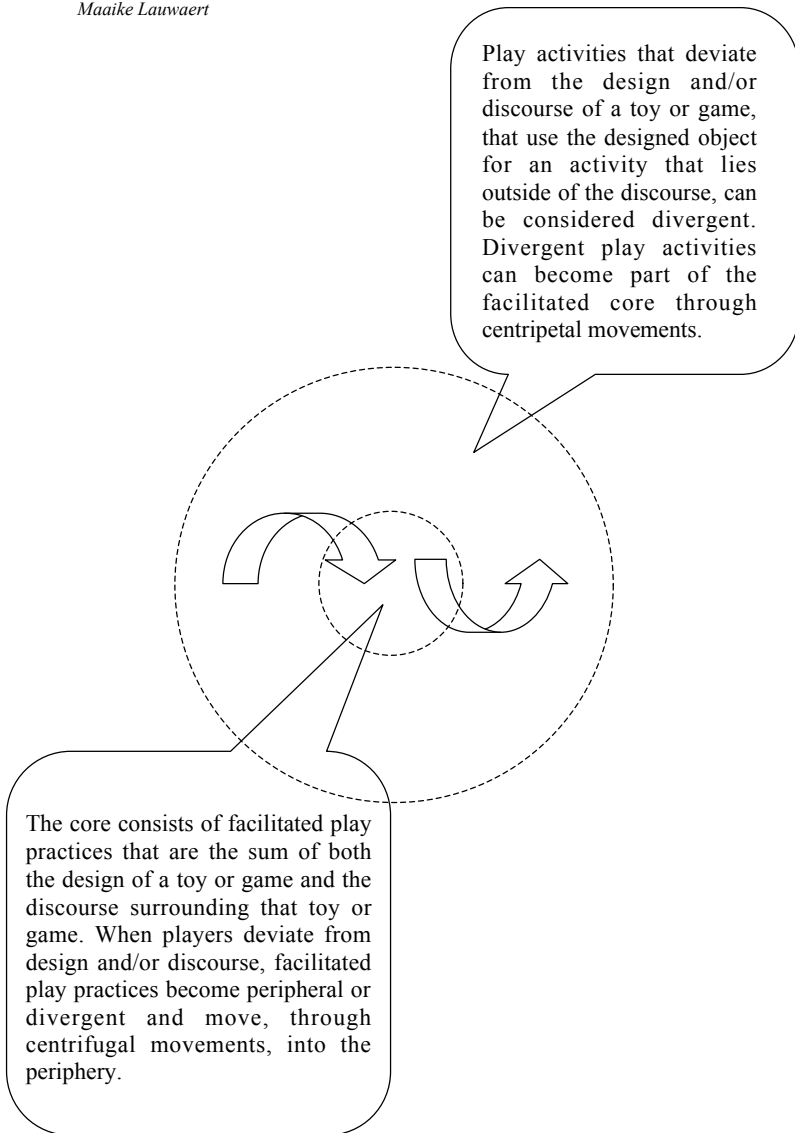 Maaike Lauwaert
Play activities that deviate
from the design and/or
discourse of a toy or game,
that use the designed object
for an activity that lies
outside of the discourse, can
be considered divergent.
Divergent play activities
can become part of the
facilitated core through
centripetal movements.
The core consists of facilitated play
practices that are the sum of both
the design of a toy or game and the
discourse surrounding that toy or
game. When players deviate from
design and/or discourse, facilitated
play practices become peripheral or
divergent and move, through
centrifugal movements, into the
periphery.